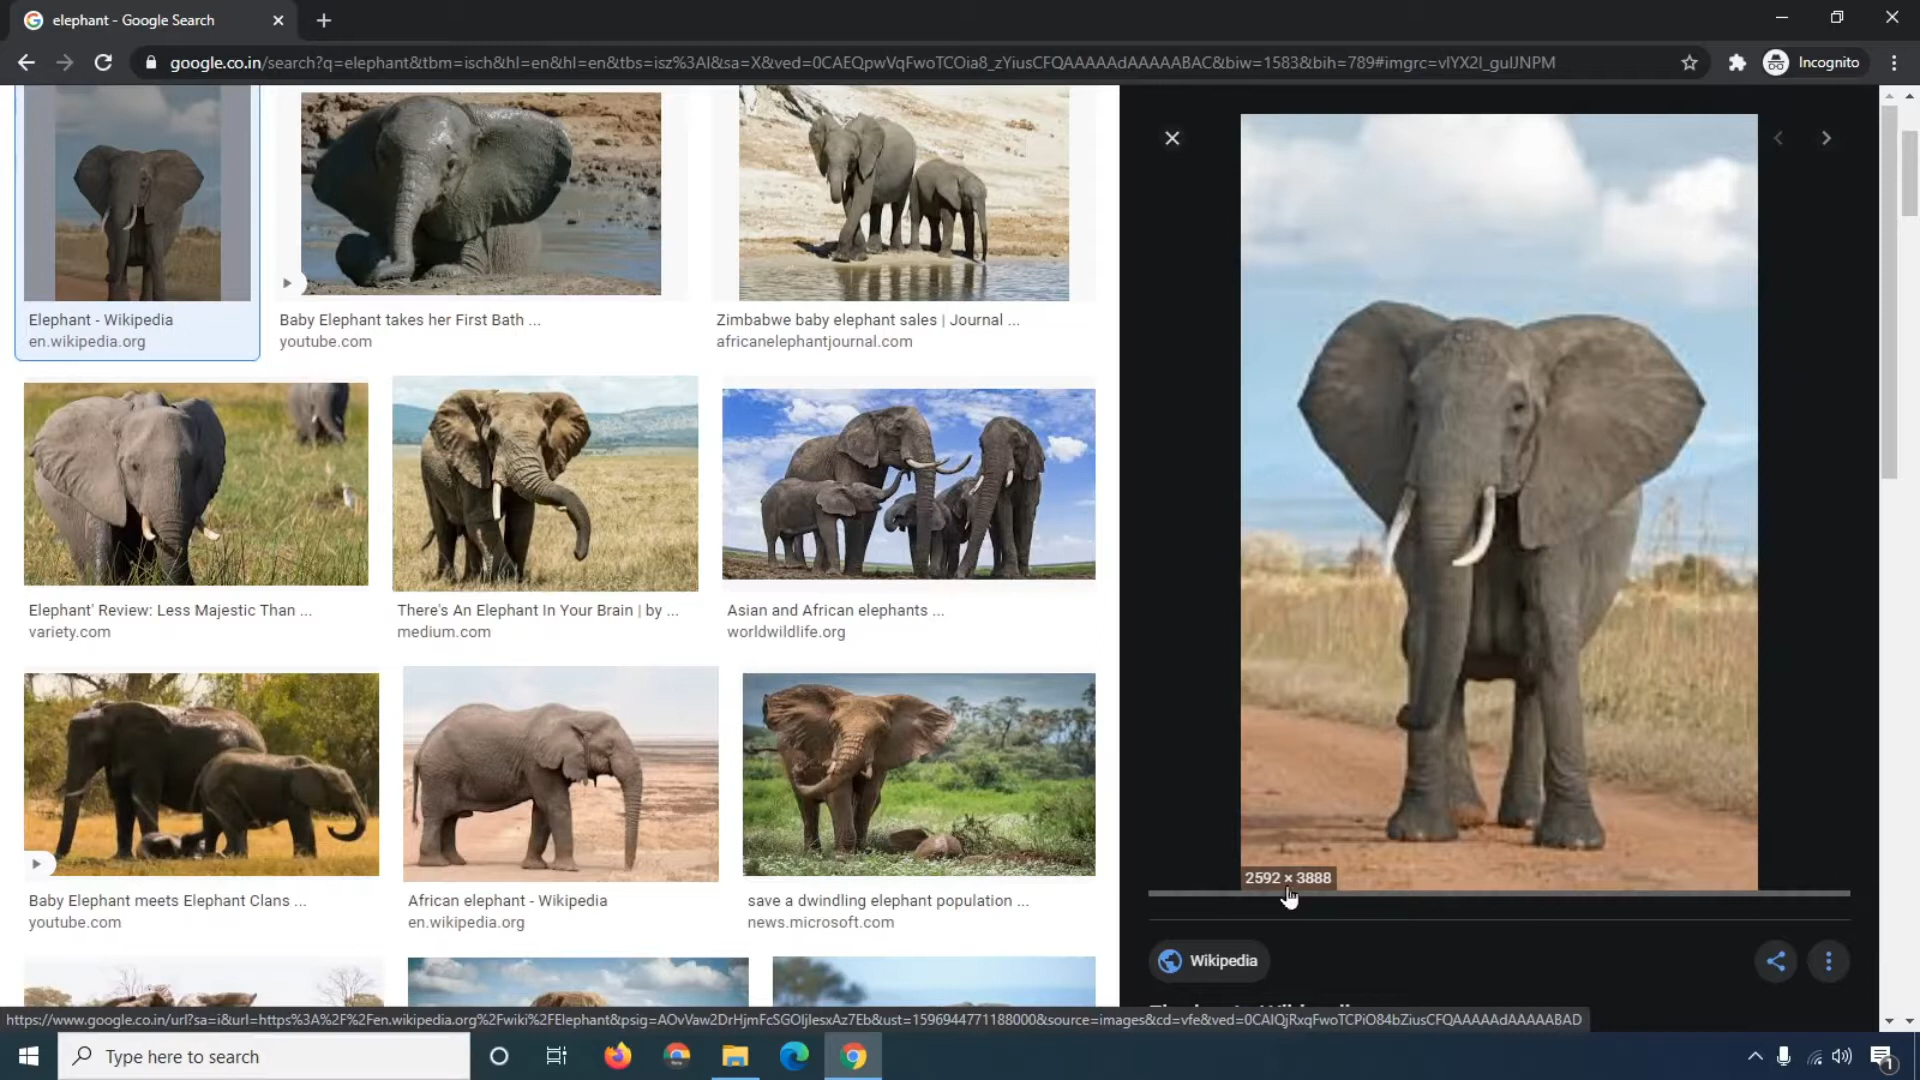 elephant - Google Search
google.co.in/search?q=elephant&tbm=isch&hl=en&hl=en&tbs=isz%3Al&sa=X&ved=0CAEQpwVqFwoTCOia8_zYiusCFQAAAAAdAAAAABAC&biw=1583&bih=789#imgrc=vlYX2l_gulJNPM
Incognito
Elephant - Wikipedia
en.wikipedia.org
Baby Elephant takes her First Bath ...
youtube.com
Zimbabwe baby elephant sales | Journal ...
africanelephantjournal.com
Elephant' Review: Less Majestic Than ...
variety.com
There's An Elephant In Your Brain | by ...
medium.com
Asian and African elephants ...
worldwildlife.org
Baby Elephant meets Elephant Clans ...
youtube.com
African elephant - Wikipedia
en.wikipedia.org
save a dwindling elephant population ...
news.microsoft.com
2592 × 3888
Wikipedia
https://www.google.co.in/url?sa=i&url=https%3A%2F%2Fen.wikipedia.org%2Fwiki%2FElephant&psig=AOvVaw2DrHjmFcSGOljJlesxAz7Eb&ust=1596944771188000&source=images&cd=vfe&ved=0CAIQjRxqFwoTCPiO84bZiusCFQAAAAAdAAAAABAD
Type here to search
1